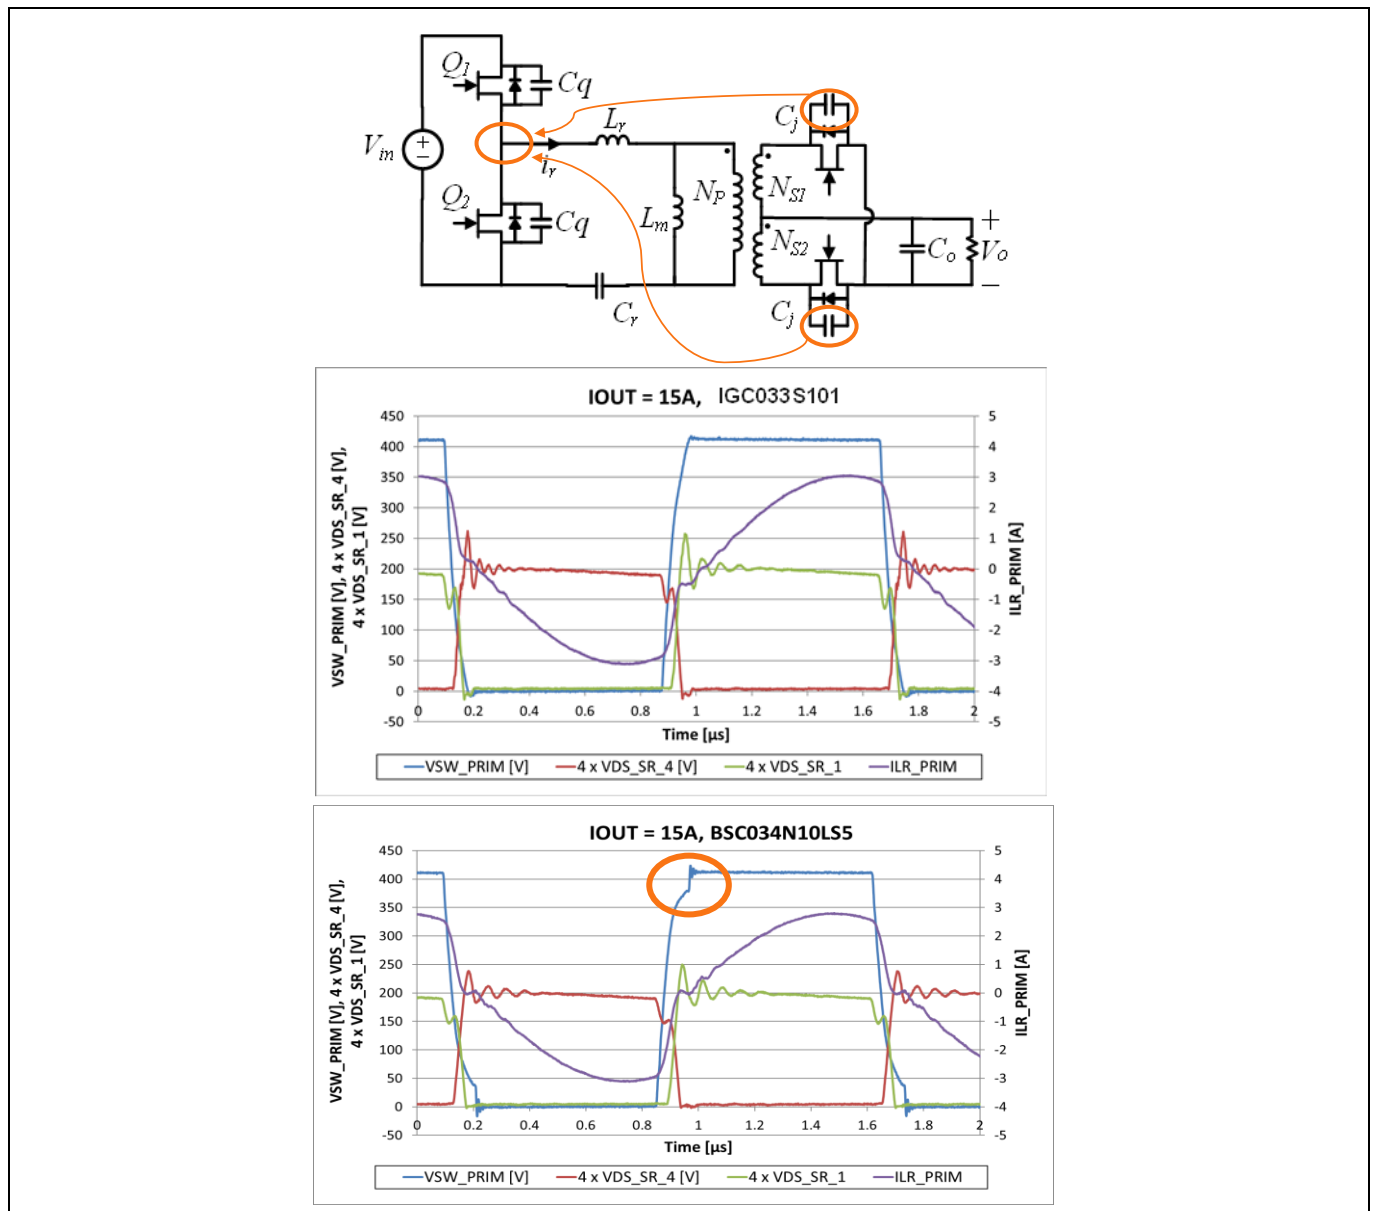 Q1
Cq
Vin
+
−
Lr
ir
Q2
Cq
Lm
NP
Cr
Cj
NS1
NS2
Cj
Co
+
Vo
−
IOUT = 15A, IGC033S101
VSW_PRIM [V], 4 x VDS_SR_4 [V],
4 x VDS_SR_1 [V]
450
400
350
300
250
200
150
100
50
0
-50
5
4
3
2
1
0
-1
-2
-3
-4
-5
ILR_PRIM [A]
0 0.2 0.4 0.6 0.8 1 1.2 1.4 1.6 1.8 2
Time [µs]
VSW_PRIM [V] 4 x VDS_SR_4 [V] 4 x VDS_SR_1 ILR_PRIM
IOUT = 15A, BSC034N10LS5
VSW_PRIM [V], 4 x VDS_SR_4 [V],
4 x VDS_SR_1 [V]
450
400
350
300
250
200
150
100
50
0
-50
5
4
3
2
1
0
-1
-2
-3
-4
-5
ILR_PRIM [A]
0 0.2 0.4 0.6 0.8 1 1.2 1.4 1.6 1.8 2
Time [µs]
VSW_PRIM [V] 4 x VDS_SR_4 [V] 4 x VDS_SR_1 ILR_PRIM